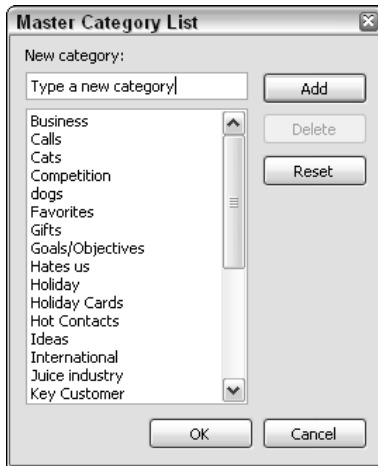 Master Category List
New category:
Type a new category
Add
Business
Calls
Cats
Competition
dogs
Favorites
Gifts
Goals/Objectives
Hates us
Holiday
Holiday Cards
Hot Contacts
Ideas
International
Juice industry
Key Customer
Delete
Reset
OK
Cancel